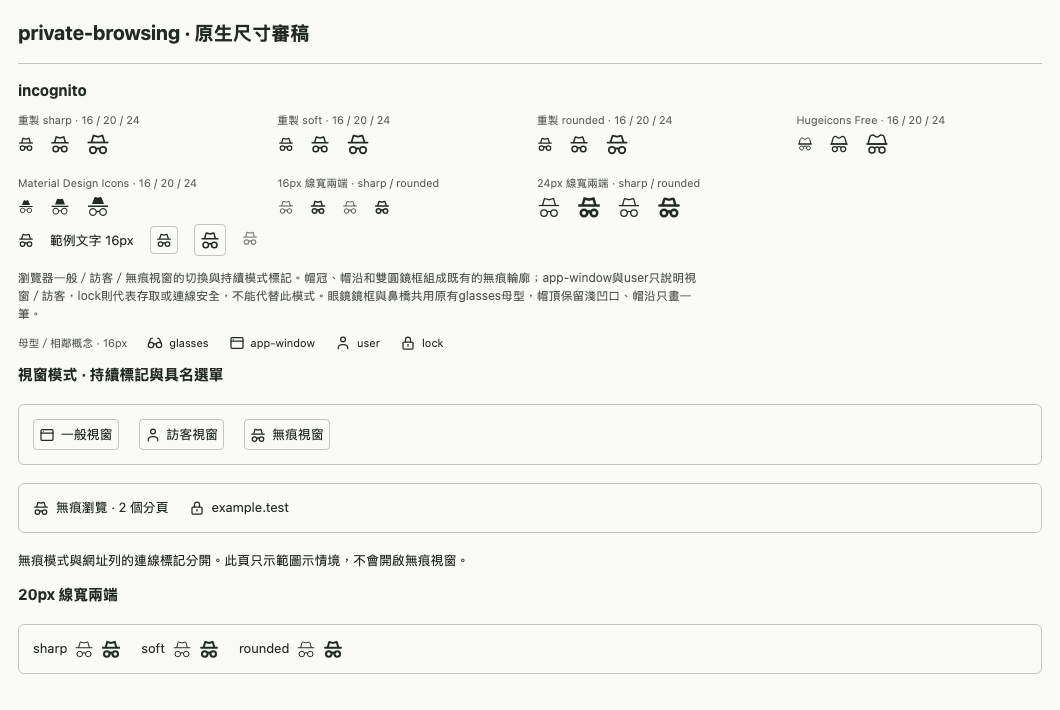 private-browsing · 原生尺寸審稿
incognito
重製 sharp · 16 / 20 / 24
重製 soft · 16 / 20 / 24
重製 rounded · 16 / 20 / 24
Hugeicons Free · 16 / 20 / 24
Material Design Icons · 16 / 20 / 24
16px 線寬兩端 · sharp / rounded
24px 線寬兩端 · sharp / rounded
範例文字 16px
瀏覽器一般 / 訪客 / 無痕視窗的切換與持續模式標記。帽冠、帽沿和雙圓鏡框組成既有的無痕輪廓；app-window與user只說明視
窗 / 訪客，lock則代表存取或連線安全，不能代替此模式。眼鏡鏡框與鼻橋共用原有glasses母型，帽頂保留淺凹口、帽沿只畫一
筆。
母型 / 相鄰概念 · 16px glasses app-window user lock
視窗模式 · 持續標記與具名選單
一般視窗 訪客視窗 無痕視窗
無痕瀏覽 · 2 個分頁 example.test
無痕模式與網址列的連線標記分開。此頁只示範圖示情境，不會開啟無痕視窗。
20px 線寬兩端
sharp soft rounded